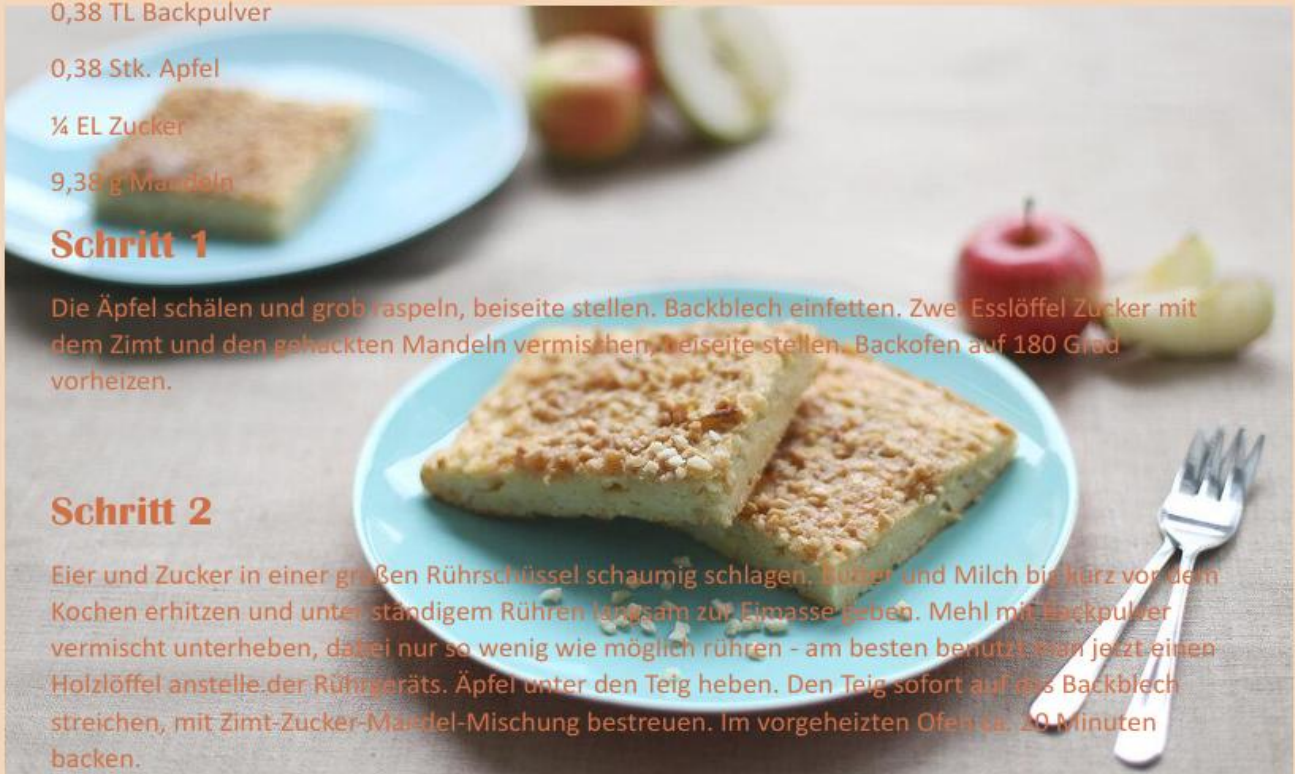 0,38 TL Backpulver
0,38 Stk. Apfel
¼ EL Zucker
9,38 g Mandeln
Schritt 1
Die Äpfel schälen und grob raspeln, beiseite stellen. Backblech einfetten. Zwei Esslöffel Zucker mit
dem Zimt und den gehackten Mandeln vermischen, beiseite stellen. Backofen auf 180 Grad
vorheizen.
Schritt 2
Eier und Zucker in einer großen Rührschüssel schaumig schlagen. Butter und Milch bis kurz vor dem
Kochen erhitzen und unter ständigem Rühren langsam zur Eimasse geben. Mehl mit Backpulver
vermischt unterheben, dabei nur so wenig wie möglich rühren - am besten benutzt man jetzt einen
Holzlöffel anstelle der Rührgeräts. Äpfel unter den Teig heben. Den Teig sofort auf das Backblech
streichen, mit Zimt-Zucker-Mandel-Mischung bestreuen. Im vorgeheizten Ofen ca. 20 Minuten
backen.